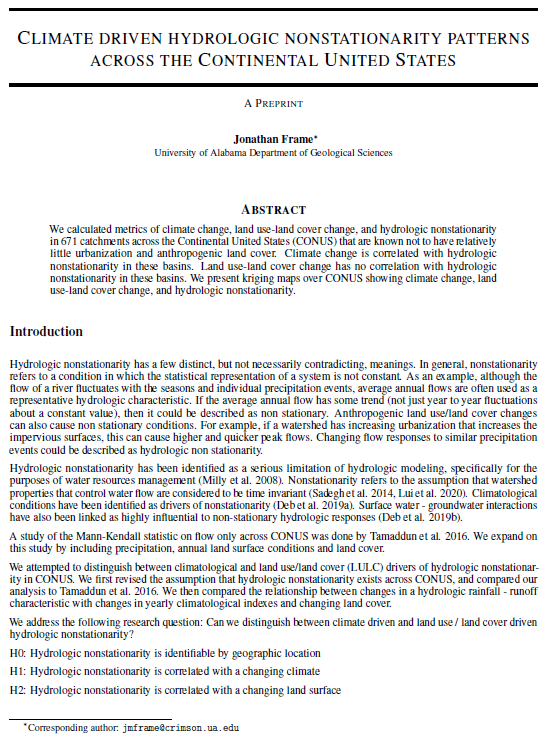 CLIMATE DRIVEN HYDROLOGIC NONSTATIONARITY PATTERNS
ACROSS THE CONTINENTAL UNITED STATES
A PREPRINT
Jonathan Frame*
University of Alabama Department of Geological Sciences
ABSTRACT
We calculated metrics of climate change, land use-land cover change, and hydrologic nonstationarity
in 671 catchments across the Continental United States (CONUS) that are known not to have relatively
little urbanization and anthropogenic land cover. Climate change is correlated with hydrologic
nonstationarity in these basins. Land use-land cover change has no correlation with hydrologic
nonstationarity in these basins. We present kriging maps over CONUS showing climate change, land
use-land cover change, and hydrologic nonstationarity.
Introduction
Hydrologic nonstationarity has a few distinct, but not necessarily contradicting, meanings. In general, nonstationarity
refers to a condition in which the statistical representation of a system is not constant. As an example, although the
flow of a river fluctuates with the seasons and individual precipitation events, average annual flows are often used as a
representative hydrologic characteristic. If the average annual flow has some trend (not just year to year fluctuations
about a constant value), then it could be described as non stationary. Anthropogenic land use/land cover changes
can also cause non stationary conditions. For example, if a watershed has increasing urbanization that increases the
impervious surfaces, this can cause higher and quicker peak flows. Changing flow responses to similar precipitation
events could be described as hydrologic non stationarity.
Hydrologic nonstationarity has been identified as a serious limitation of hydrologic modeling, specifically for the
purposes of water resources management (Milly et al. 2008). Nonstationarity refers to the assumption that watershed
properties that control water flow are considered to be time invariant (Sadegh et al. 2014, Lui et al. 2020). Climatological
conditions have been identified as drivers of nonstationarity (Deb et al. 2019a). Surface water - groundwater interactions
have also been linked as highly influential to non-stationary hydrologic responses (Deb et al. 2019b).
A study of the Mann-Kendall statistic on flow only across CONUS was done by Tamaddun et al. 2016. We expand on
this study by including precipitation, annual land surface conditions and land cover.
We attempted to distinguish between climatological and land use/land cover (LULC) drivers of hydrologic nonstationar-
ity in CONUS. We first revised the assumption that hydrologic nonstationarity exists across CONUS, and compared our
analysis to Tamaddun et al. 2016. We then compared the relationship between changes in a hydrologic rainfall - runoff
characteristic with changes in yearly climatological indexes and changing land cover.
We address the following research question: Can we distinguish between climate driven and land use / land cover driven
hydrologic nonstationarity?
H0: Hydrologic nonstationarity is identifiable by geographic location
H1: Hydrologic nonstationarity is correlated with a changing climate
H2: Hydrologic nonstationarity is correlated with a changing land surface
*Corresponding author: jmframe@crimson.ua.edu